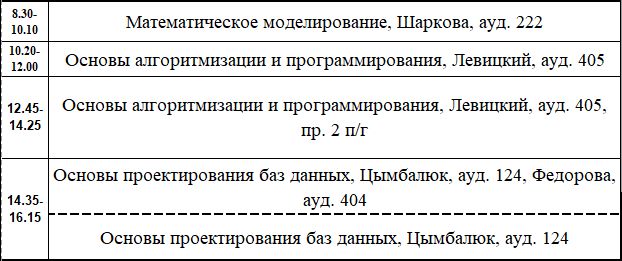 8.30-
10.10
Математическое моделирование, Шаркова, ауд. 222
10.20-
12.00
Основы алгоритмизации и программирования, Левицкий, ауд. 405
12.45-
14.25
Основы алгоритмизации и программирования, Левицкий, ауд. 405,
пр. 2 п/г
14.35-
16.15
Основы проектирования баз данных, Цымбалюк, ауд. 124, Федорова,
ауд. 404
Основы проектирования баз данных, Цымбалюк, ауд. 124